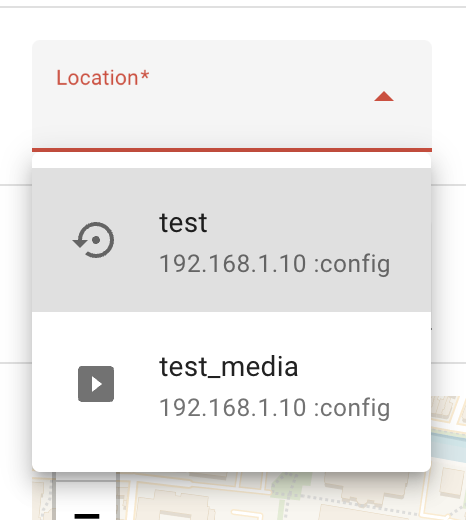 Location*
test
192.168.1.10 :config
test_media
192.168.1.10 :config